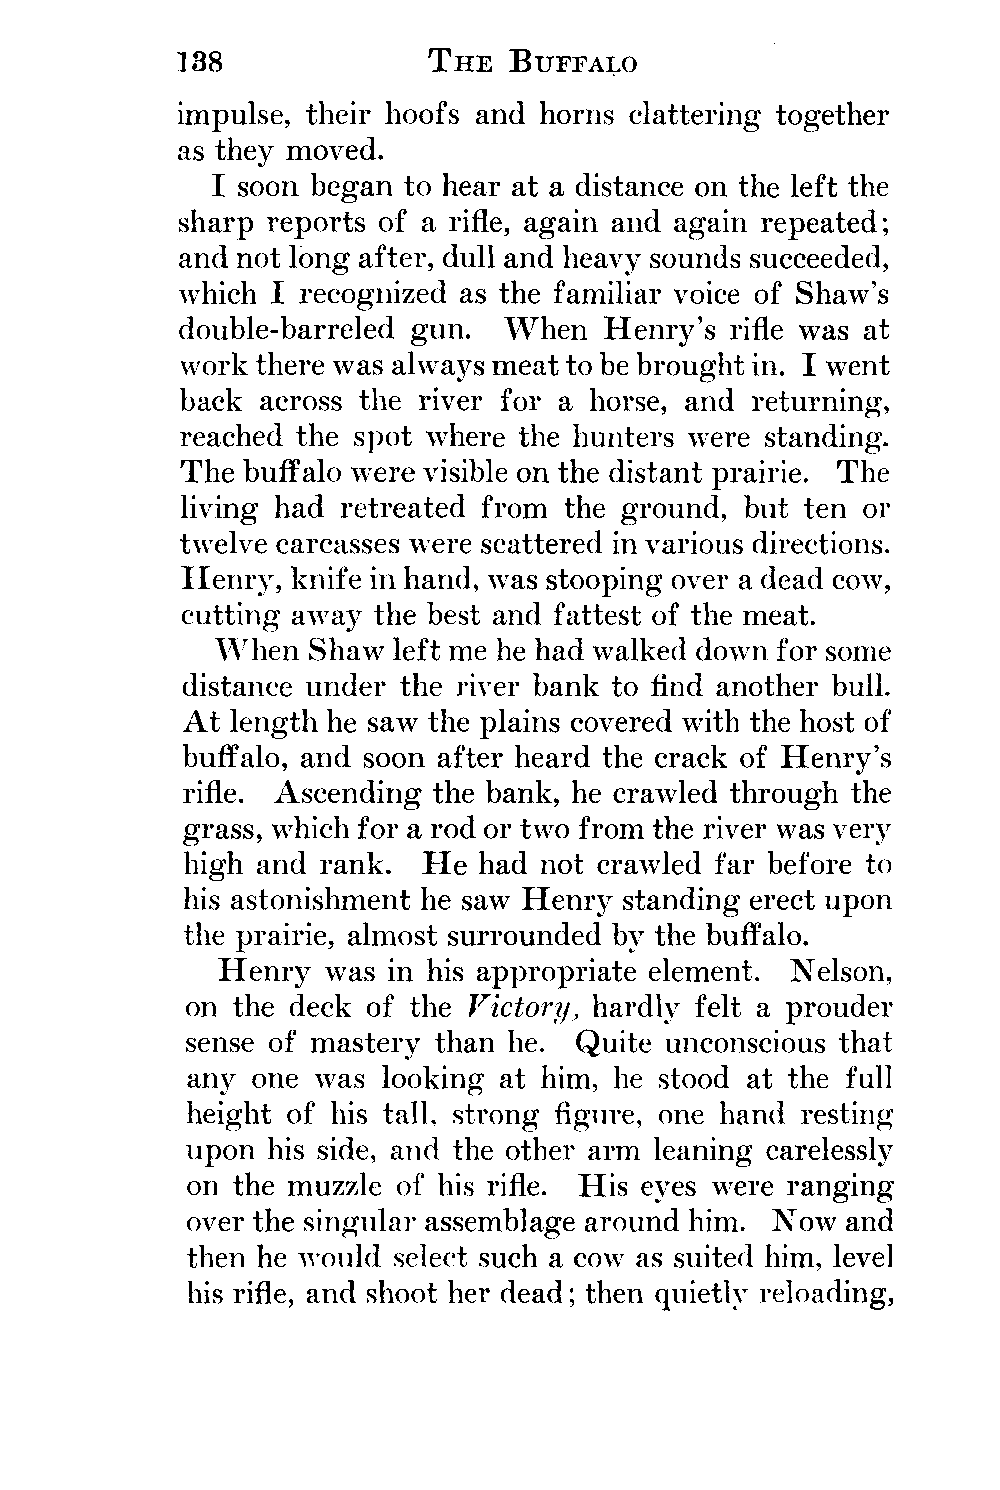 138 THE BUFFALO
impulse, their hoofs and horns clattering together
as they moved.
I soon began to hear at a distance on the left the
sharp reports of a rifle, again and again repeated;
and not long after, dull and heavy sounds succeeded,
which I recognized as the familiar voice of Shaw's
double-barreled gun. When Henry's rifle was at
work there was always meat to be brought in. I went
back across the river for a horse, and returning,
reached the spot where the hunters were standing.
The buffalo were visible on the distant prairie. The
living had retreated from the ground, but ten or
twelve carcasses were scattered in various directions.
Henry, knife in hand, was stooping over a dead cow,
cutting away the best and fattest of the meat.
When Shaw left me he had walked down for some
distance under the river bank to find another bull.
At length he saw the plains covered with the host of
buffalo, and soon after heard the crack of Henry's
rifle. Ascending the bank, he crawled through the
grass, which for a rod or two from the river was very
high and rank. He had not crawled far before to
his astonishment he saw Henry standing erect upon
the prairie, almost surrounded by the buffalo.
Henry was in his appropriate element. Nelson,
on the deck of the Victory, hardly felt a prouder
sense of mastery than he. Quite unconscious that
any one was looking at him, he stood at the full
height of his tall, strong figure, one hand resting
upon his side, and the other arm leaning carelessly
on the muzzle of his rifle. His eyes were ranging
over the singular assemblage around him. Now and
then he would select such a cow as suited him, level
his rifle, and shoot her dead; then quietly reloading,